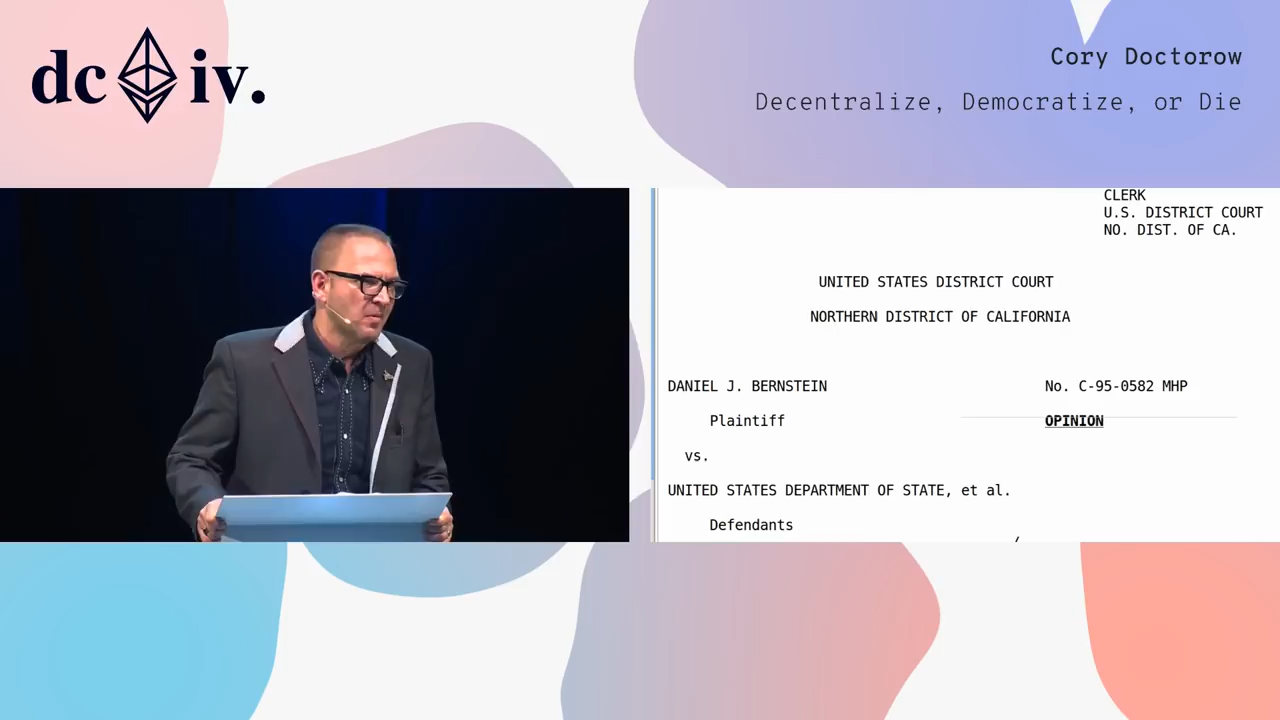 dc iv.
Cory Doctorow
Decentralize, Democratize, or Die
CLERK
U.S. DISTRICT COURT
NO. DIST. OF CA.
UNITED STATES DISTRICT COURT
NORTHERN DISTRICT OF CALIFORNIA
DANIEL J. BERNSTEIN No. C-95-0582 MHP
Plaintiff OPINION
vs.
UNITED STATES DEPARTMENT OF STATE, et al.
Defendants
/